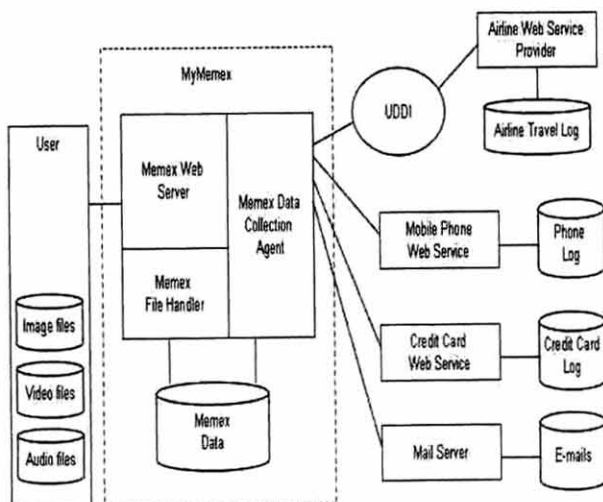 MyMemex
User
Memex Web
Server
Memex Data
Collection
Agent
Memex
File Handler
Memex
Data
Image files
Video files
Audio files
UDDI
Airline Web Service
Provider
Airline Travel Log
Mobile Phone
Web Service
Phone
Log
Credit Card
Web Service
Credit Card
Log
Mail Server
E-mails